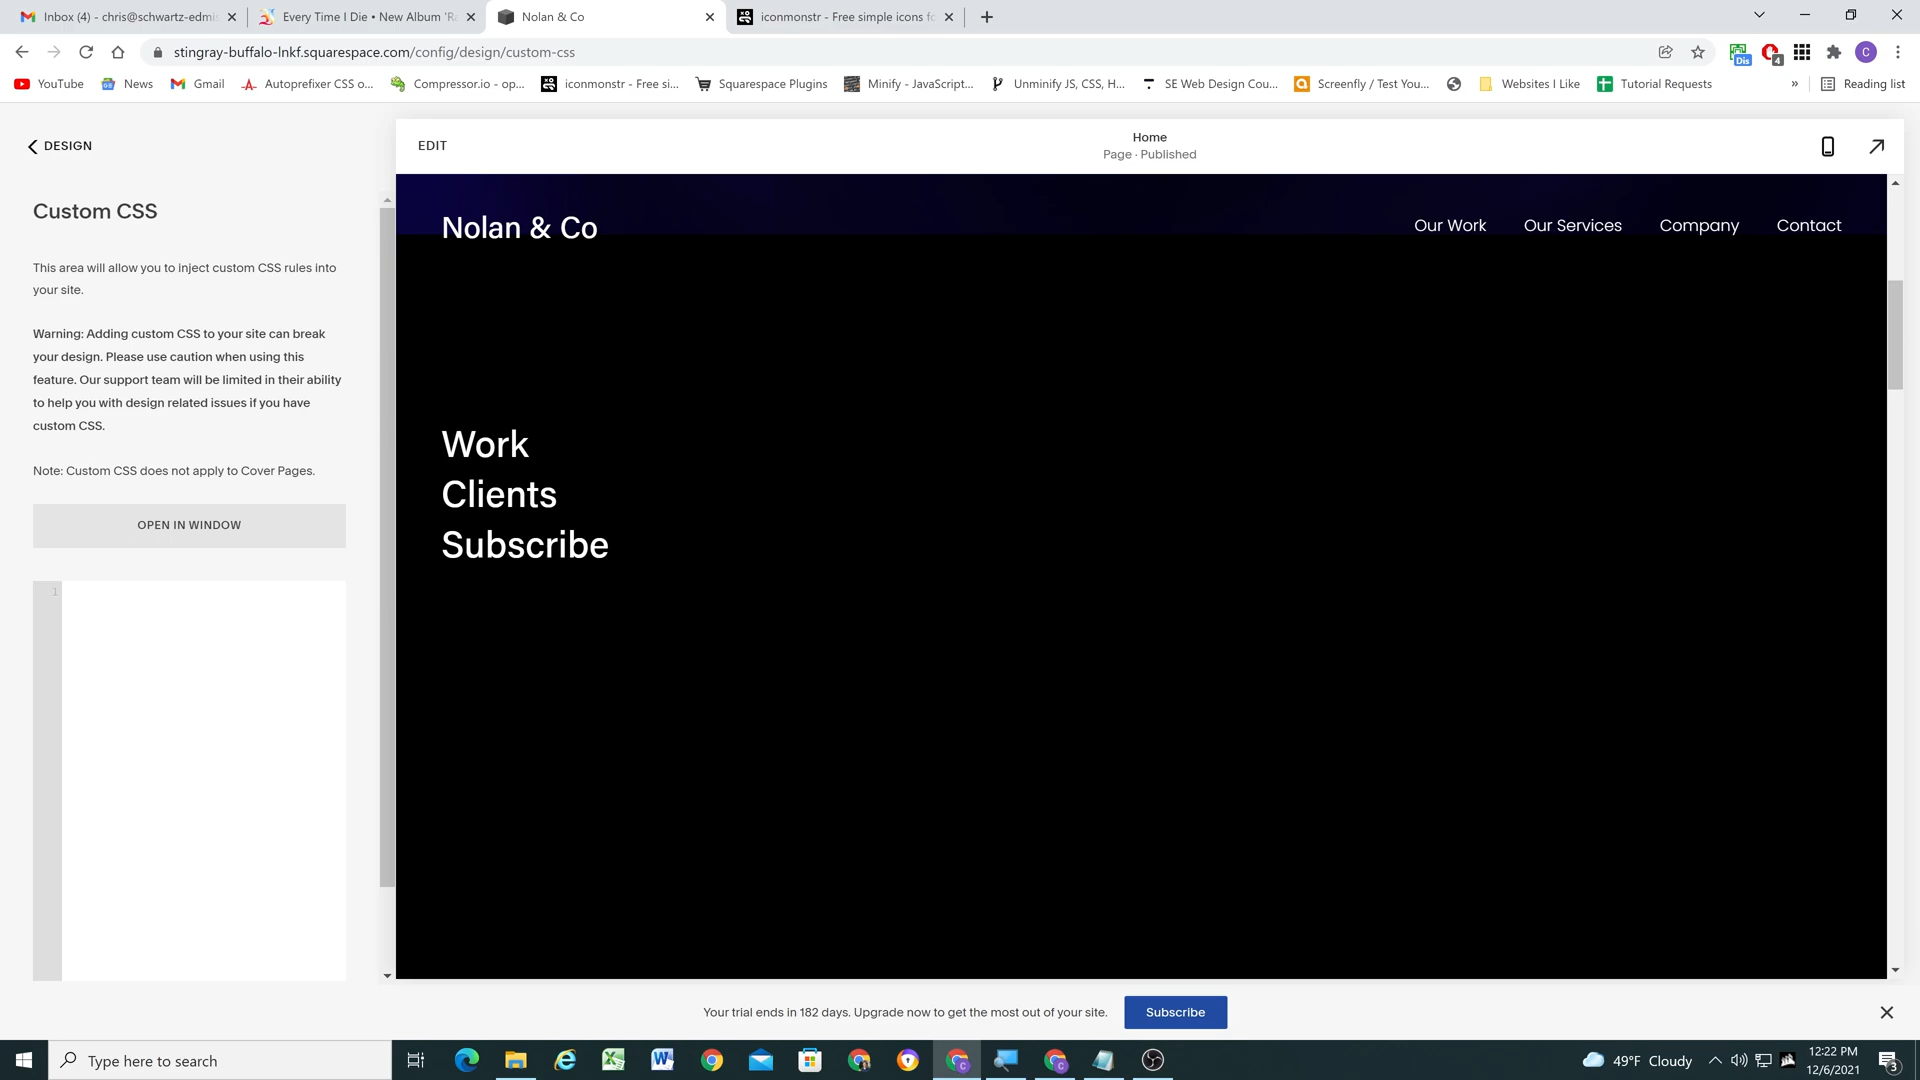 Inbox (4) - chris@schwartz-edmis
Every Time I Die • New Album 'Ra
Nolan & Co
iconmonstr - Free simple icons fo
stingray-buffalo-lnkf.squarespace.com/config/design/custom-css
Dis
4
C
YouTube
News
Gmail
Autoprefixer CSS o...
Compressor.io - op...
iconmonstr - Free si...
Squarespace Plugins
Minify - JavaScript...
Unminify JS, CSS, H...
SE Web Design Cou...
Screenfly / Test You...
Websites I Like
Tutorial Requests
»
Reading list
DESIGN
Custom CSS
This area will allow you to inject custom CSS rules into
your site.
Warning: Adding custom CSS to your site can break
your design. Please use caution when using this
feature. Our support team will be limited in their ability
to help you with design related issues if you have
custom CSS.
Note: Custom CSS does not apply to Cover Pages.
OPEN IN WINDOW
1
EDIT
Home
Page · Published
Nolan & Co
Our Work
Our Services
Company
Contact
Work
Clients
Subscribe
Your trial ends in 182 days. Upgrade now to get the most out of your site.
Subscribe
Type here to search
49°F Cloudy
12:22 PM
12/6/2021
3